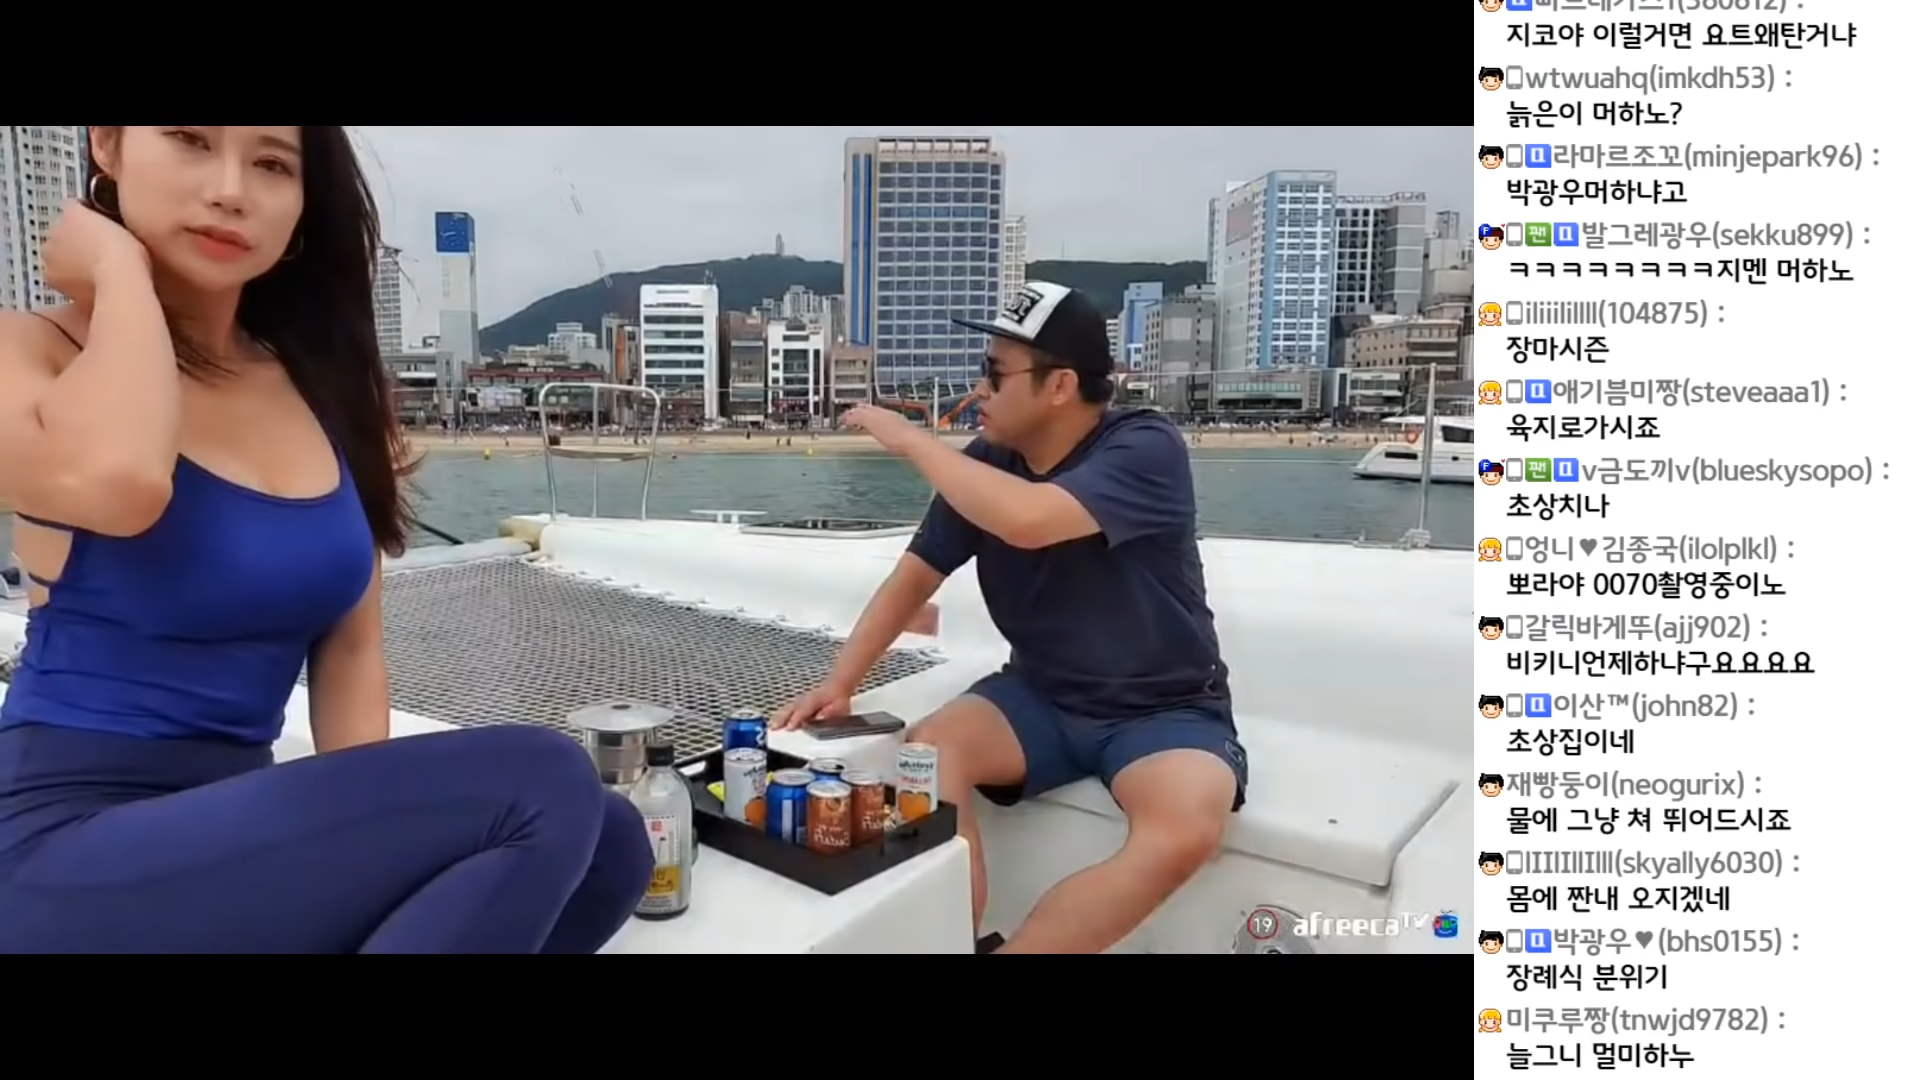 지코야 이럴거면 요트왜탄거냐
wtwuahq(imkdh53) :
늙은이 머하노?
라마르조꼬(minjepark96) :
박광우머하냐고
팬 발그레광우(sekku899) :
ㅋㅋㅋㅋㅋㅋㅋㅋ지멘 머하노
iliiilillll(104875) :
장마시즌
애기쁨미짱(steveaaa1) :
육지로가시죠
팬 v금도끼v(blueskysopo) :
초상치나
엉니♥김종국(ilolplkl) :
뽀라야 0070촬영중이노
갈릭바게뚜(ajj902) :
비키니언제하냐구요요요요
이산™(john82) :
초상집이네
재빵둥이(neogurix) :
물에 그냥 쳐 뛰어드시죠
(skyally6030) :
몸에 짠내 오지겠네
박광우♥(bhs0155) :
장례식 분위기
미쿠루짱(tnwjd9782) :
늘그니 멀미하누
19 afreecaTV